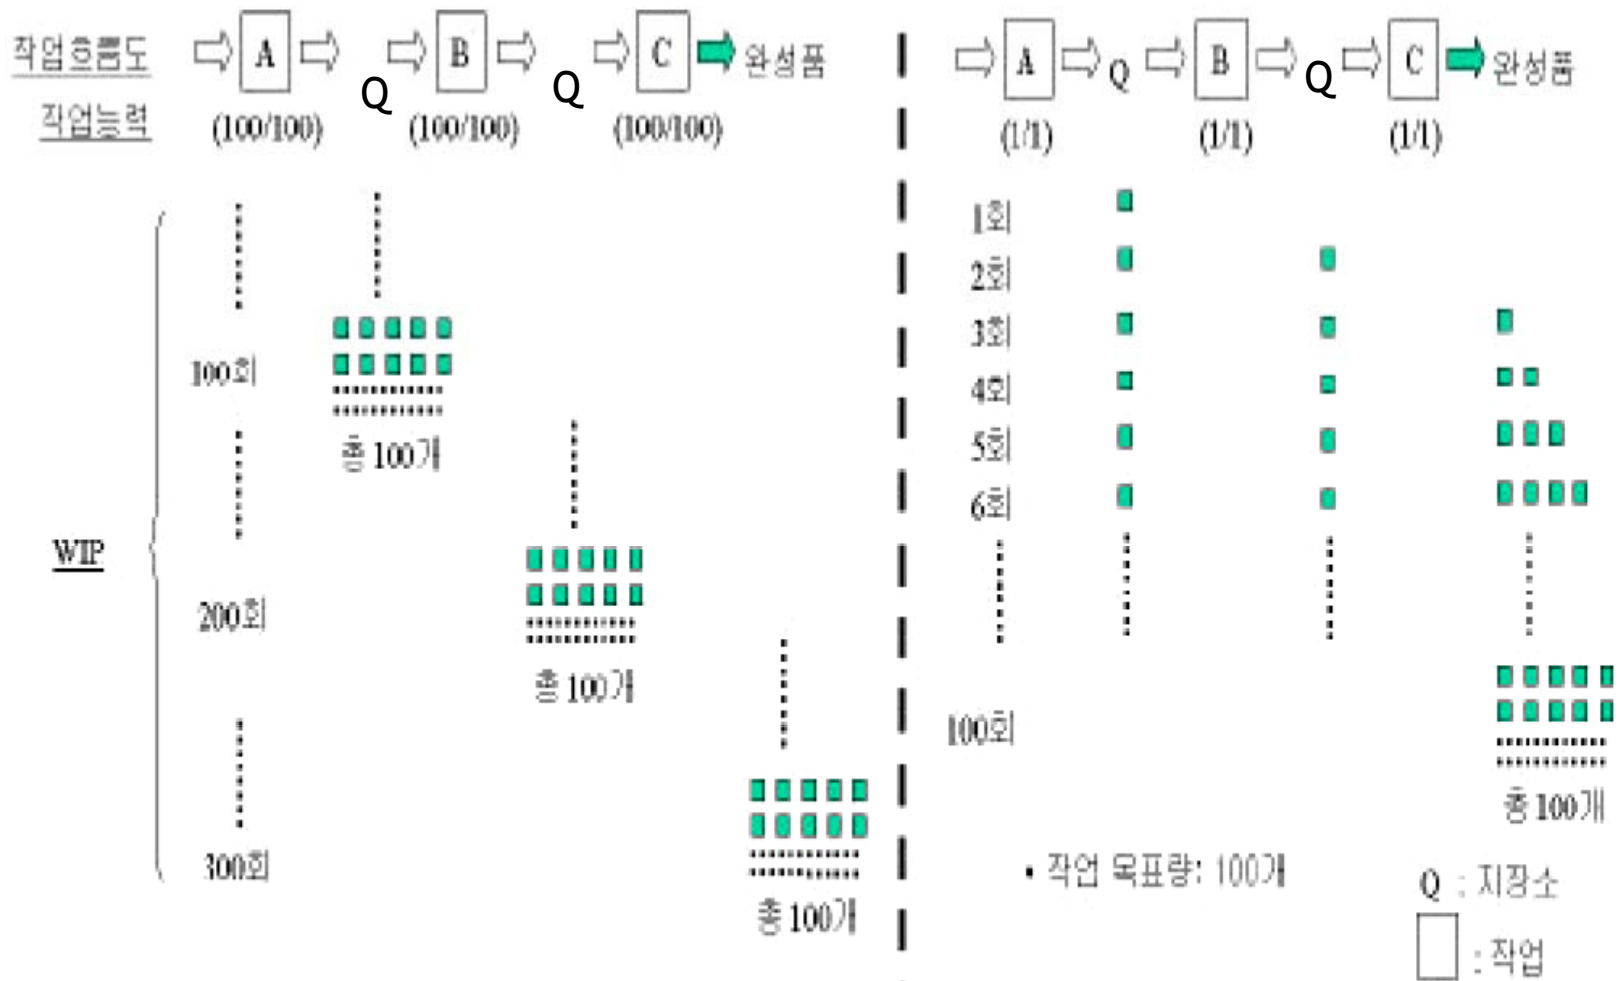 작업흐름도
A
Q
B
Q
C
완성품
작업능력
(100/100)
(100/100)
(100/100)
WIP
100회
총 100개
200회
총 100개
300회
총 100개
A
Q
B
Q
C
완성품
(1/1)
(1/1)
(1/1)
1회
2회
3회
4회
5회
6회
100회
총 100개
▪ 작업 목표량: 100개
Q : 저장소
: 작업